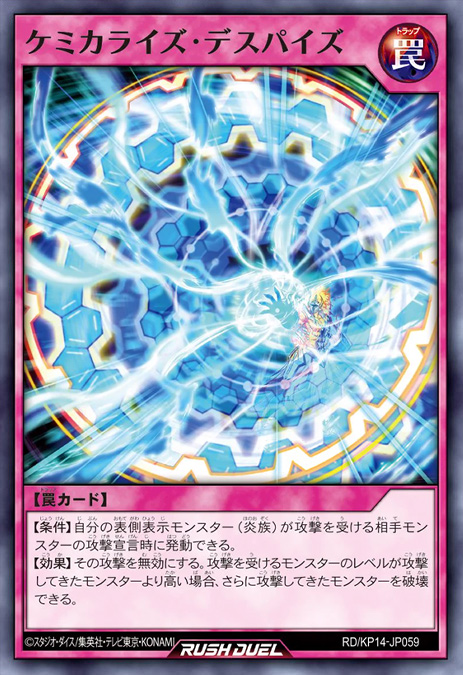 ケミカライズ・デスパイズ
トラップ
罠
【罠カード】
【条件】自分の表側表示モンスター(炎族)が攻撃を受ける相手モン
スターの攻撃宣言時に発動できる。
【効果】その攻撃を無効にする。攻撃を受けるモンスターのレベルが攻撃
してきたモンスターより高い場合、さらに攻撃してきたモンスターを破壊
できる。
©スタジオ・ダイス/集英社・テレビ東京・KONAMI
RUSH DUEL
RD/KP14-JP059